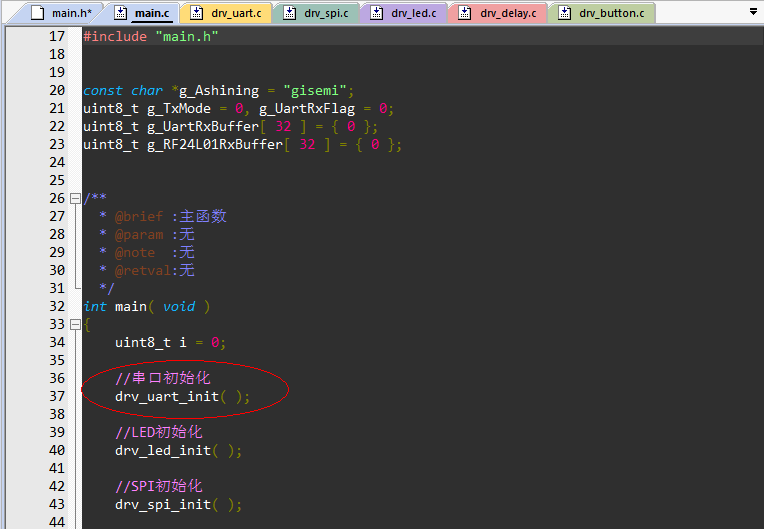 main.h* main.c drv_uart.c drv_spi.c drv_led.c drv_delay.c drv_button.c
17 #include "main.h"
18
19
20 const char *g_Ashining = "gisemi";
21 uint8_t g_TxMode = 0, g_UartRxFlag = 0;
22 uint8_t g_UartRxBuffer[ 32 ] = { 0 };
23 uint8_t g_RF24L01RxBuffer[ 32 ] = { 0 };
24
25
26 /**
27 * @brief :主函数
28 * @param :无
29 * @note :无
30 * @retval:无
31 */
32 int main( void )
33 {
34 uint8_t i = 0;
35
36 //串口初始化
37 drv_uart_init( );
38
39 //LED初始化
40 drv_led_init( );
41
42 //SPI初始化
43 drv_spi_init( );
44